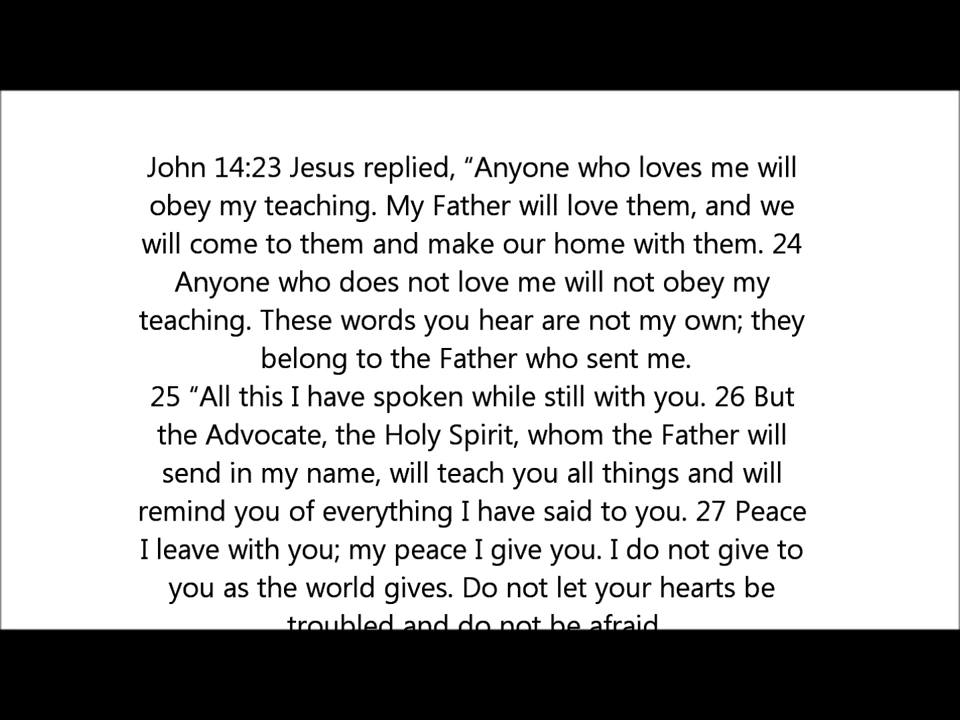 John 14:23 Jesus replied, “Anyone who loves me will
obey my teaching. My Father will love them, and we
will come to them and make our home with them. 24
Anyone who does not love me will not obey my
teaching. These words you hear are not my own; they
belong to the Father who sent me.
25 “All this I have spoken while still with you. 26 But
the Advocate, the Holy Spirit, whom the Father will
send in my name, will teach you all things and will
remind you of everything I have said to you. 27 Peace
I leave with you; my peace I give you. I do not give to
you as the world gives. Do not let your hearts be
troubled and do not be afraid